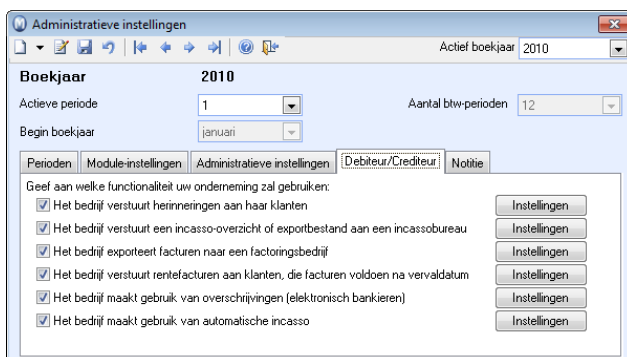 Administratieve instellingen
Actief boekjaar 2010
Boekjaar 2010
Actieve periode 1 Aantal btw-perioden 12
Begin boekjaar januari
Perioden Module-instellingen Administratieve instellingen Debiteur/Crediteur Notitie
Geef aan welke functionaliteit uw onderneming zal gebruiken:
Het bedrijf verstuurt herinneringen aan haar klanten Instellingen
Het bedrijf verstuurt een incasso-overzicht of exportbestand aan een incassobureau Instellingen
Het bedrijf exporteert facturen naar een factoringsbedrijf Instellingen
Het bedrijf verstuurt rentefacturen aan klanten, die facturen voldoen na vervaldatum Instellingen
Het bedrijf maakt gebruik van overschrijvingen (elektronisch bankieren) Instellingen
Het bedrijf maakt gebruik van automatische incasso Instellingen